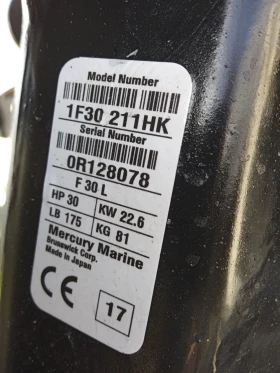 Model Number
1F30 211HK
Serial Number
0R128078
F 30 L
HP 30 KW 22.6
LB 175 KG 81
Mercury Marine
Brunswick Corp.
Made in Japan
CE 17